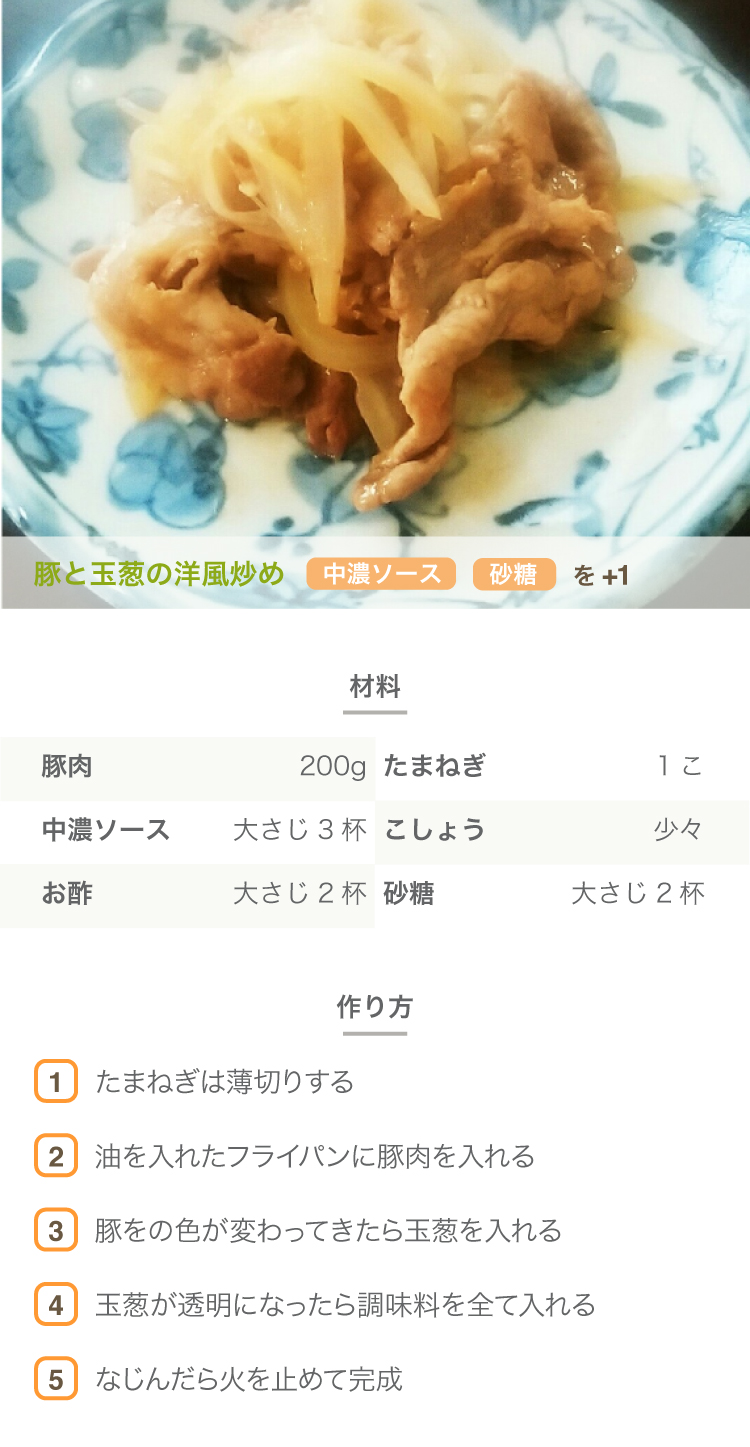 豚と玉葱の洋風炒め 中濃ソース 砂糖 を +1
材料
豚肉 200g たまねぎ 1 こ
中濃ソース 大さじ 3 杯 こしょう 少々
お酢 大さじ 2 杯 砂糖 大さじ 2 杯
作り方
1 たまねぎは薄切りする
2 油を入れたフライパンに豚肉を入れる
3 豚をの色が変わってきたら玉葱を入れる
4 玉葱が透明になったら調味料を全て入れる
5 なじんだら火を止めて完成